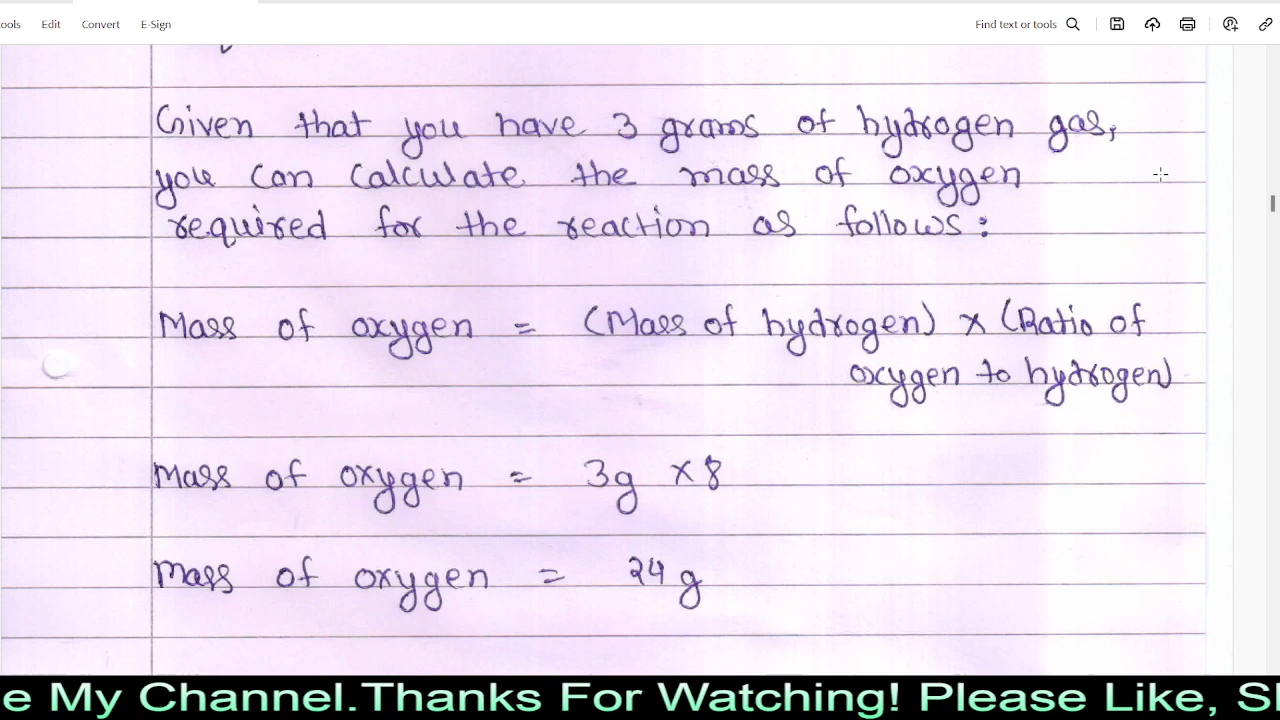 ools Edit Convert E-Sign Find text or tools
Given that you have 3 grams of hydrogen gas,
you can calculate the mass of oxygen
required for the reaction as follows:
Mass of oxygen = (Mass of hydrogen) × (Ratio of
oxygen to hydrogen)
Mass of oxygen = 3g × 8
Mass of oxygen = 24 g
e My Channel.Thanks For Watching! Please Like, S